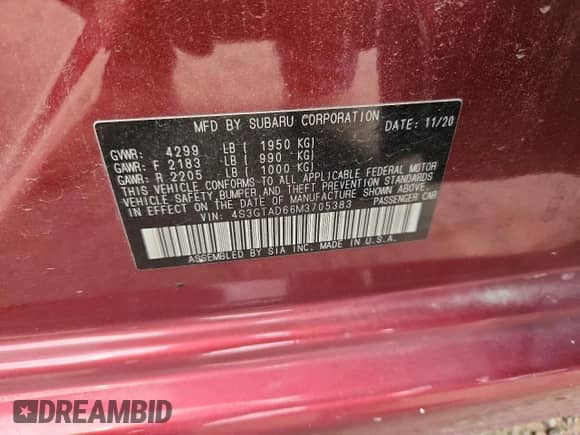 MFD BY SUBARU CORPORATION DATE: 11/20
GVWR: 4299 LB ( 1950 KG)
GAWR: F 2183 LB ( 990 KG)
GAWR: R 2205 LB ( 1000 KG)
THIS VEHICLE CONFORMS TO ALL APPLICABLE FEDERAL MOTOR
VEHICLE SAFETY, BUMPER, AND THEFT PREVENTION STANDARDS
IN EFFECT ON THE DATE OF MANUFACTURE SHOWN ABOVE.
VIN: 4S3GTAD66M3705383 PASSENGER CAR
ASSEMBLED BY SIA INC. MADE IN U.S.A.
DREAMBID